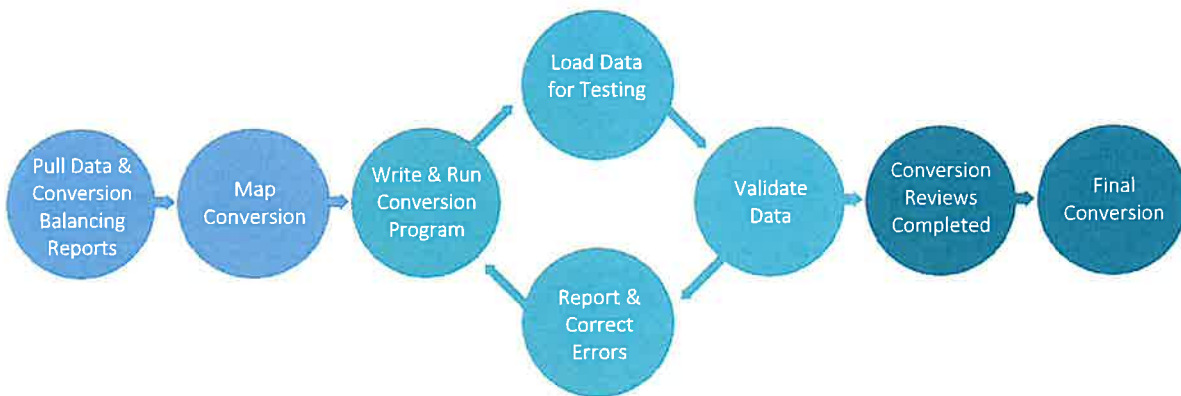 Pull Data &
Conversion
Balancing
Reports
Map
Conversion
Write & Run
Conversion
Program
Load Data
for Testing
Validate
Data
Report &
Correct
Errors
Conversion
Reviews
Completed
Final
Conversion